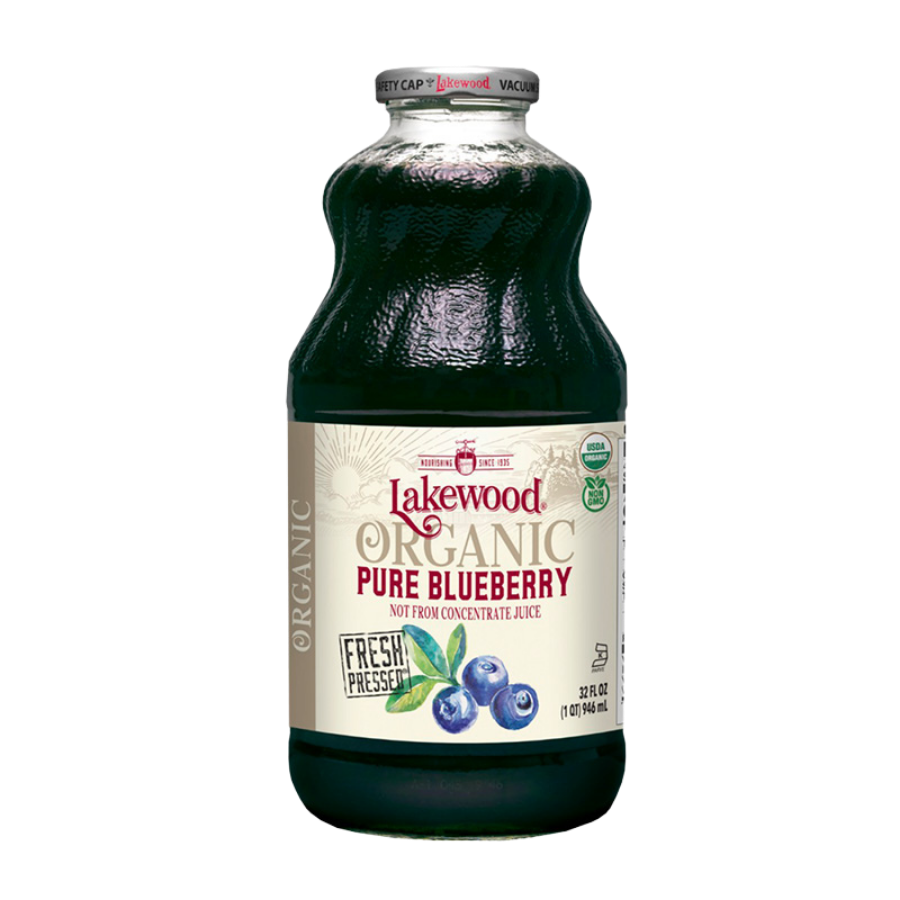 AFETY CAP Lakewood VACUUM
NOURISHING SINCE 1935
Lakewood®
ORGANIC
PURE BLUEBERRY
NOT FROM CONCENTRATE JUICE
FRESH
PRESSED
USDA
ORGANIC
NON
GMO
32 FL OZ
(1 QT) 946 mL
ORGANIC